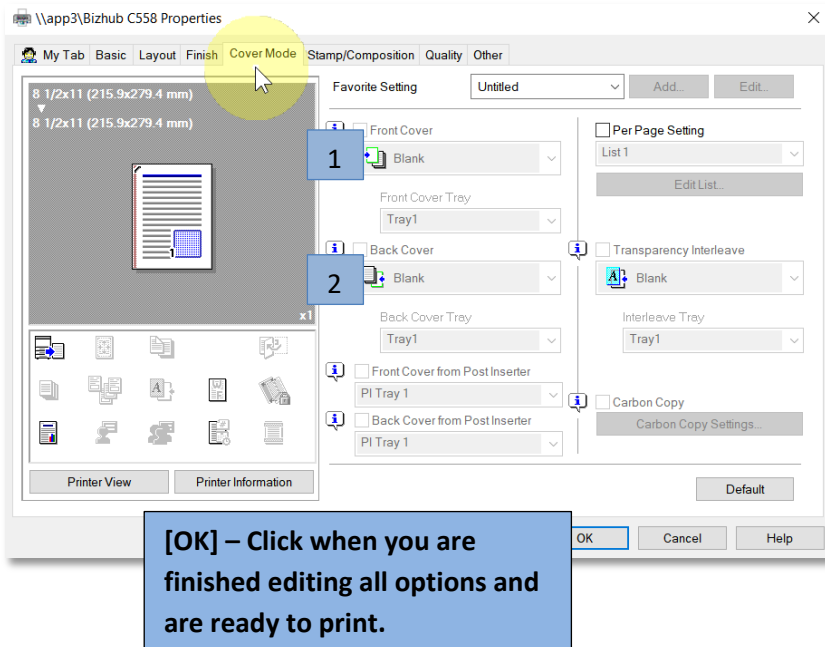 \\app3\Bizhub C558 Properties
My Tab Basic Layout Finish Cover Mode Stamp/Composition Quality Other
8 1/2x11 (215.9x279.4 mm)
8 1/2x11 (215.9x279.4 mm)
1
x1
Printer View Printer Information
Favorite Setting Untitled Add... Edit...
Front Cover
1 Blank
Front Cover Tray
Tray1
Back Cover
2 Blank
Back Cover Tray
Tray1
Front Cover from Post Inserter
PI Tray 1
Back Cover from Post Inserter
PI Tray 1
Per Page Setting
List 1
Edit List...
Transparency Interleave
A Blank
Interleave Tray
Tray1
Carbon Copy
Carbon Copy Settings...
Default
OK Cancel Help
[OK] – Click when you are
finished editing all options and
are ready to print.